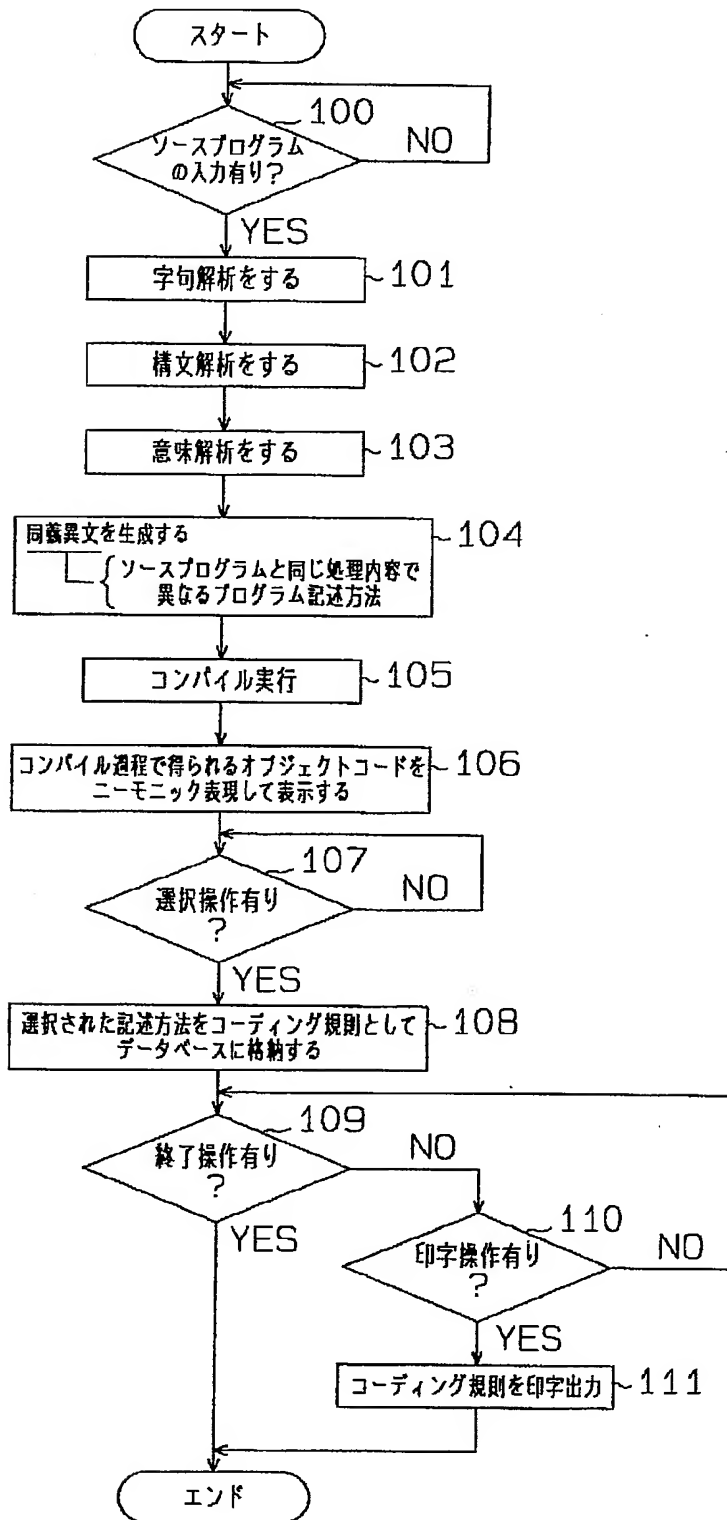 スタート
100
ソースプログラム
の入力有り?
NO
YES
字句解析をする
101
構文解析をする
102
意味解析をする
103
同義異文を生成する
104
ソースプログラムと同じ処理内容で
異なるプログラム記述方法
コンパイル実行
105
コンパイル過程で得られるオブジェクトコードを
ニーモニック表現して表示する
106
107
選択操作有り
?
NO
YES
選択された記述方法をコーディング規則として
データベースに格納する
108
109
終了操作有り
?
NO
YES
110
印字操作有り
?
NO
YES
コーディング規則を印字出力
111
エンド